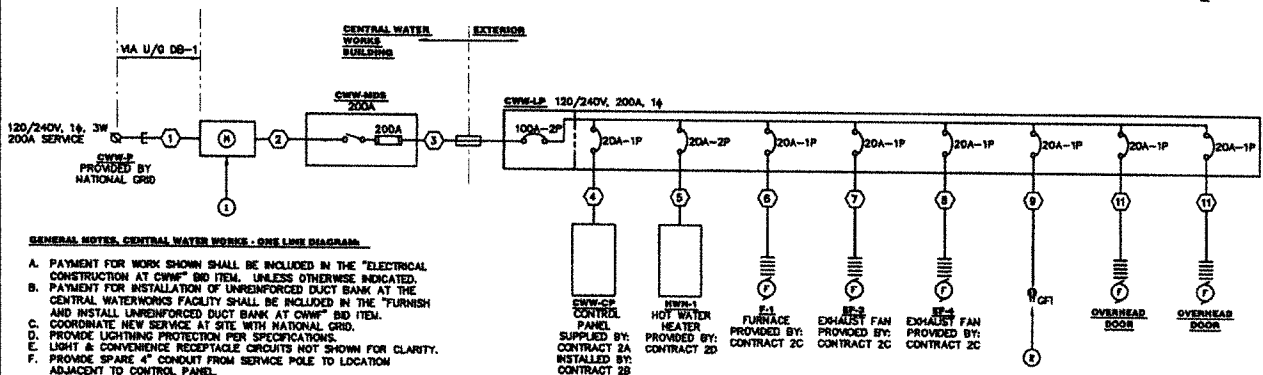 VIA U/G DB-1
CENTRAL WATER
WORKS
BUILDING
EXTERIOR
120/240V, 1ϕ, 3W
200A SERVICE
CWW-P
PROVIDED BY
NATIONAL GRID
1
M
1
2
CWW-MDS
200A
200A
3
CWW-LP 120/240V, 200A, 1ϕ
100A-2P
20A-1P
20A-2P
20A-1P
20A-1P
20A-1P
20A-1P
20A-1P
20A-1P
4
5
6
7
8
9
11
11
F
F
F
GFI
F
F
2
CWW-CP
CONTROL
PANEL
SUPPLIED BY:
CONTRACT 2A
INSTALLED BY:
CONTRACT 2B
HOT WATER
HEATER
PROVIDED BY:
CONTRACT 2D
F-1
FURNACE
PROVIDED BY:
CONTRACT 2C
EXHAUST FAN
PROVIDED BY:
CONTRACT 2C
EXHAUST FAN
PROVIDED BY:
CONTRACT 2C
OVERHEAD
DOOR
OVERHEAD
DOOR
GENERAL NOTES, CENTRAL WATER WORKS - ONE LINE DIAGRAM:
A. PAYMENT FOR WORK SHOWN SHALL BE INCLUDED IN THE "ELECTRICAL
CONSTRUCTION AT CWWF" BID ITEM. UNLESS OTHERWISE INDICATED.
B. PAYMENT FOR INSTALLATION OF UNREINFORCED DUCT BANK AT THE
CENTRAL WATERWORKS FACILITY SHALL BE INCLUDED IN THE "FURNISH
AND INSTALL UNREINFORCED DUCT BANK AT CWWF" BID ITEM.
C. COORDINATE NEW SERVICE AT SITE WITH NATIONAL GRID.
D. PROVIDE LIGHTNING PROTECTION PER SPECIFICATIONS.
E. LIGHT & CONVENIENCE RECEPTACLE CIRCUITS NOT SHOWN FOR CLARITY.
F. PROVIDE SPARE 4" CONDUIT FROM SERVICE POLE TO LOCATION
ADJACENT TO CONTROL PANEL.